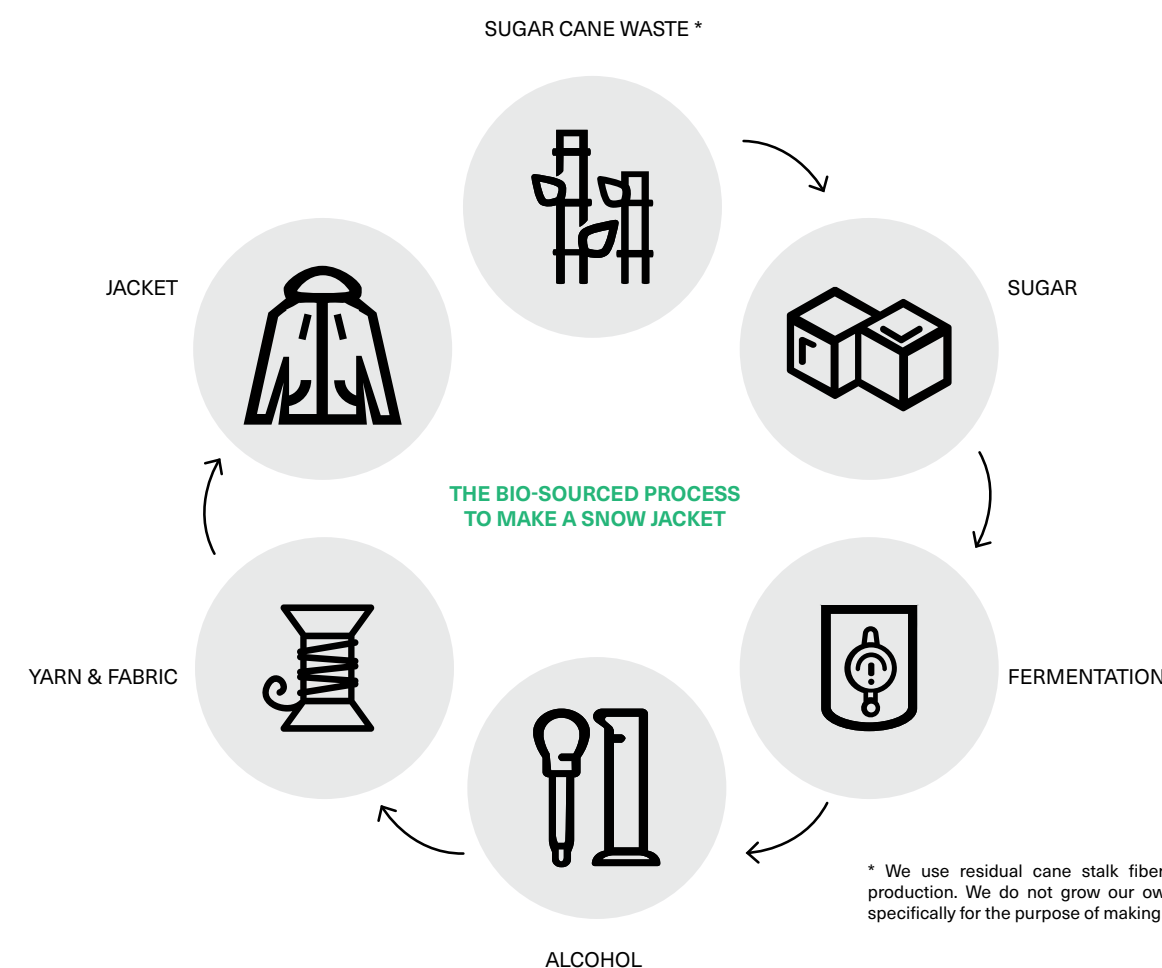 SUGAR CANE WASTE *
JACKET
SUGAR
THE BIO-SOURCED PROCESS
TO MAKE A SNOW JACKET
YARN & FABRIC
FERMENTATION
ALCOHOL
* We use residual cane stalk fiber
production. We do not grow our ow
specifically for the purpose of making